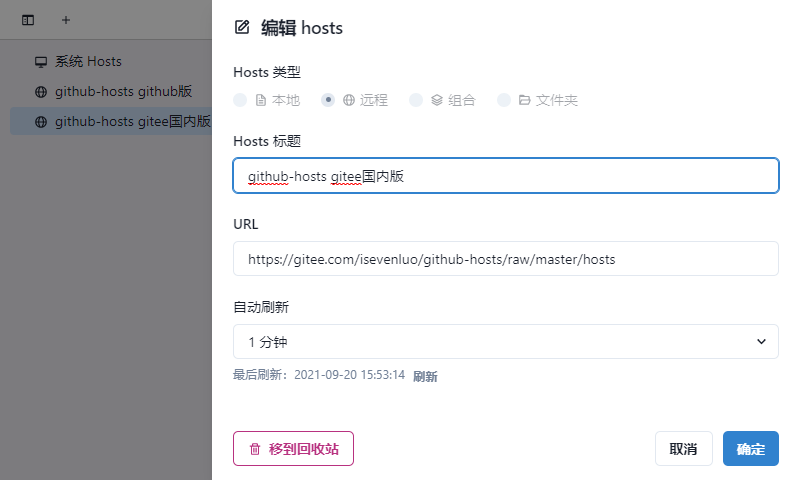 系统 Hosts
github-hosts github版
github-hosts gitee国内版
编辑 hosts
Hosts 类型
本地 远程 组合 文件夹
Hosts 标题
github-hosts gitee国内版
URL
https://gitee.com/isevenluo/github-hosts/raw/master/hosts
自动刷新
1 分钟
最后刷新：2021-09-20 15:53:14 刷新
移到回收站 取消 确定